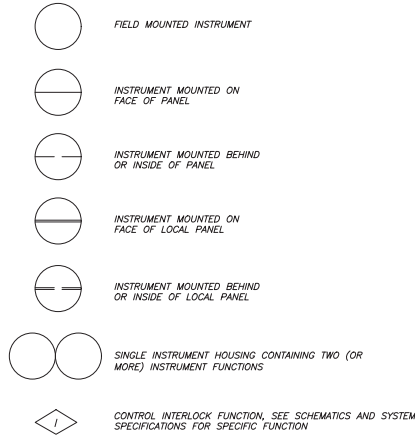 FIELD MOUNTED INSTRUMENT
INSTRUMENT MOUNTED ON
FACE OF PANEL
INSTRUMENT MOUNTED BEHIND
OR INSIDE OF PANEL
INSTRUMENT MOUNTED ON
FACE OF LOCAL PANEL
INSTRUMENT MOUNTED BEHIND
OR INSIDE OF LOCAL PANEL
SINGLE INSTRUMENT HOUSING CONTAINING TWO (OR
MORE) INSTRUMENT FUNCTIONS
I
CONTROL INTERLOCK FUNCTION, SEE SCHEMATICS AND SYSTEM
SPECIFICATIONS FOR SPECIFIC FUNCTION